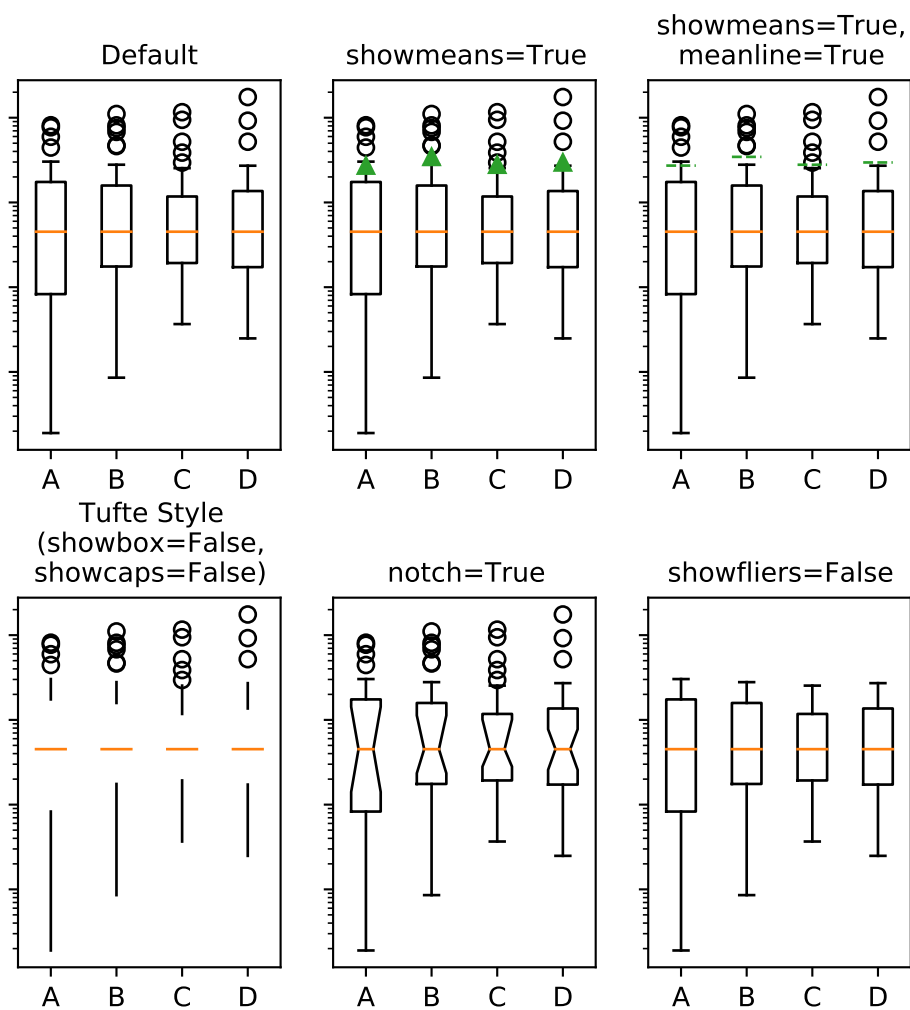 Default
showmeans=True
showmeans=True,
meanline=True
A B C D
A B C D
A B C D
Tufte Style
(showbox=False,
showcaps=False)
notch=True
showfliers=False
A B C D
A B C D
A B C D